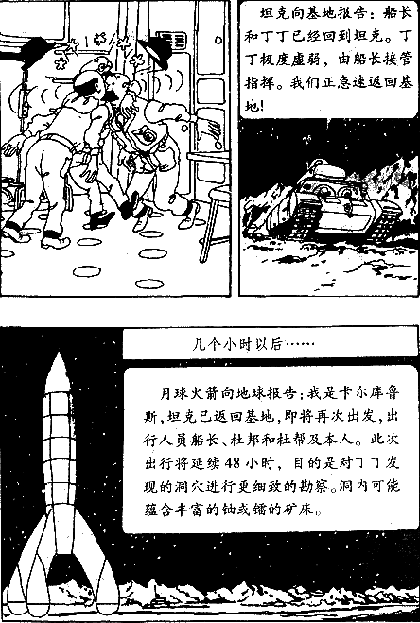 坦克向基地报告：船长
和丁丁已经回到坦克。丁
丁极度虚弱，由船长接管
指挥。我们正急速返回基
地！
几个小时以后……
月球火箭向地球报告：我是卡尔库鲁
斯，坦克已返回基地，即将再次出发，出
行人员船长、杜邦和杜帮及本人。此次
出行将延续48小时，目的是对丁丁发
现的洞穴进行更细致的勘察。洞内可能
蕴含丰富的铀或镭的矿床。